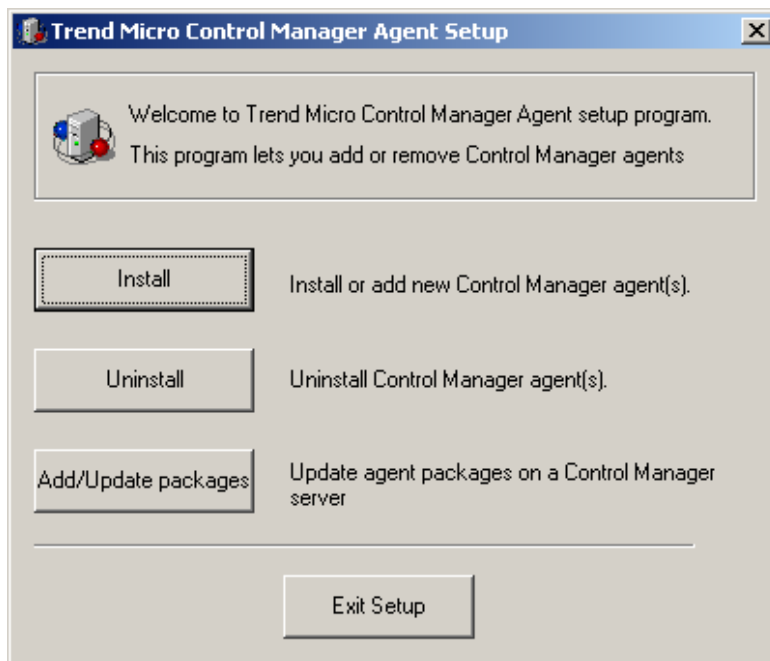 Trend Micro Control Manager Agent Setup
Welcome to Trend Micro Control Manager Agent setup program.
This program lets you add or remove Control Manager agents
Install
Install or add new Control Manager agent(s).
Uninstall
Uninstall Control Manager agent(s).
Add/Update packages
Update agent packages on a Control Manager
server
Exit Setup